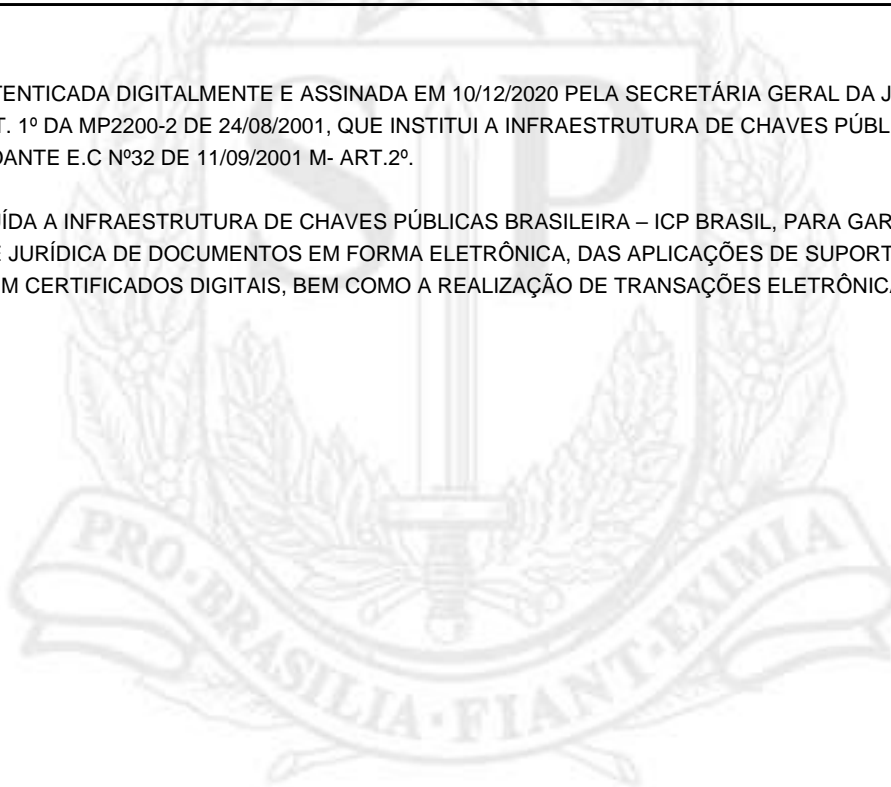 TENTICADA DIGITALMENTE E ASSINADA EM 10/12/2020 PELA SECRETÁRIA GERAL DA J
T. 1º DA MP2200-2 DE 24/08/2001, QUE INSTITUI A INFRAESTRUTURA DE CHAVES PÚBL
DANTE E.C Nº32 DE 11/09/2001 M- ART.2º.
ÍDA A INFRAESTRUTURA DE CHAVES PÚBLICAS BRASILEIRA – ICP BRASIL, PARA GAR
E JURÍDICA DE DOCUMENTOS EM FORMA ELETRÔNICA, DAS APLICAÇÕES DE SUPORT
M CERTIFICADOS DIGITAIS, BEM COMO A REALIZAÇÃO DE TRANSAÇÕES ELETRÔNICA
SP
PRO·BRASILIA·FIANT·EXIMIA